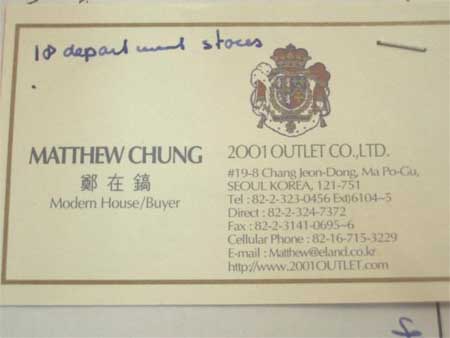 18 department stores
MATTHEW CHUNG
鄭在鎬
Modern House/Buyer
2001 OUTLET CO.,LTD.
#19-8 Chang Jeon-Dong, Ma Po-Gu,
SEOUL KOREA, 121-751
Tel : 82-2-323-0456 Ext)6104~5
Direct : 82-2-324-7372
Fax : 82-2-3141-0695~6
Cellular Phone : 82-16-715-3229
E-mail : Matthew@eland.co.kr
http://www.2001OUTLET.com